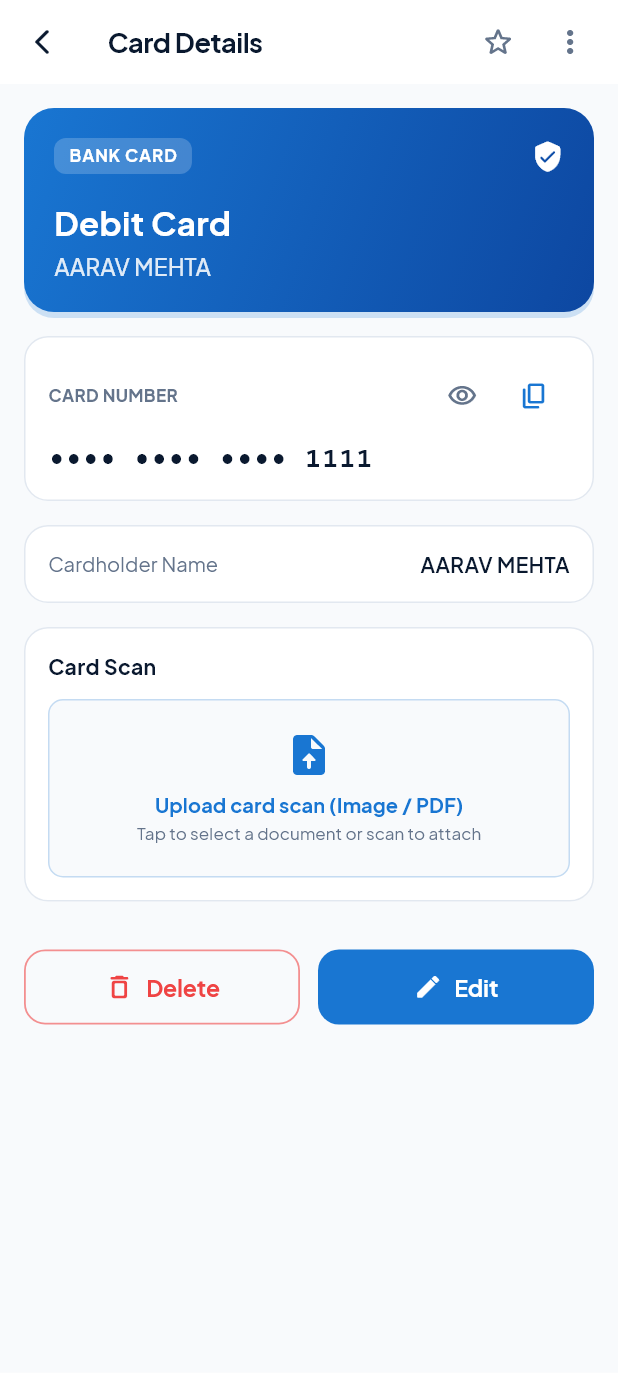 Card Details
BANK CARD
Debit Card
AARAV MEHTA
CARD NUMBER
•••• •••• •••• 1111
Cardholder Name AARAV MEHTA
Card Scan
Upload card scan (Image / PDF)
Tap to select a document or scan to attach
Delete Edit